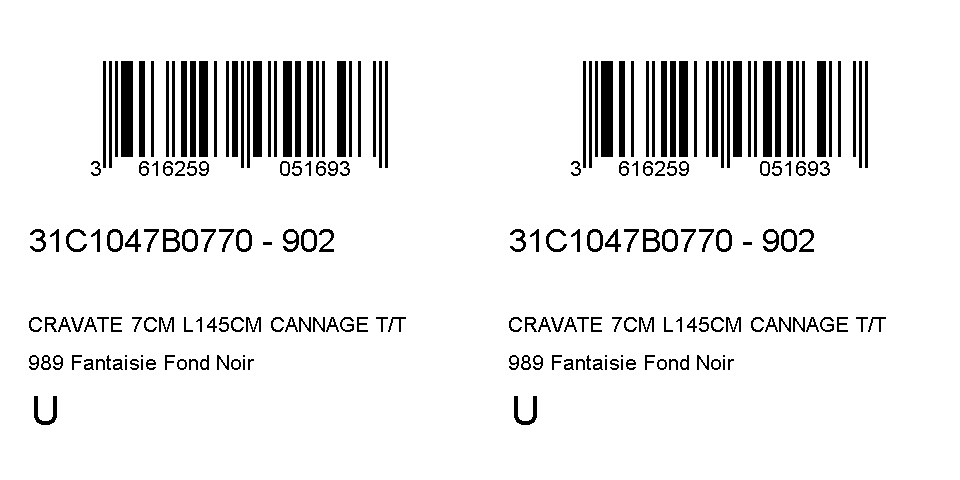 3 616259 051693
31C1047B0770 - 902
CRAVATE 7CM L145CM CANNAGE T/T
989 Fantaisie Fond Noir
U
3 616259 051693
31C1047B0770 - 902
CRAVATE 7CM L145CM CANNAGE T/T
989 Fantaisie Fond Noir
U